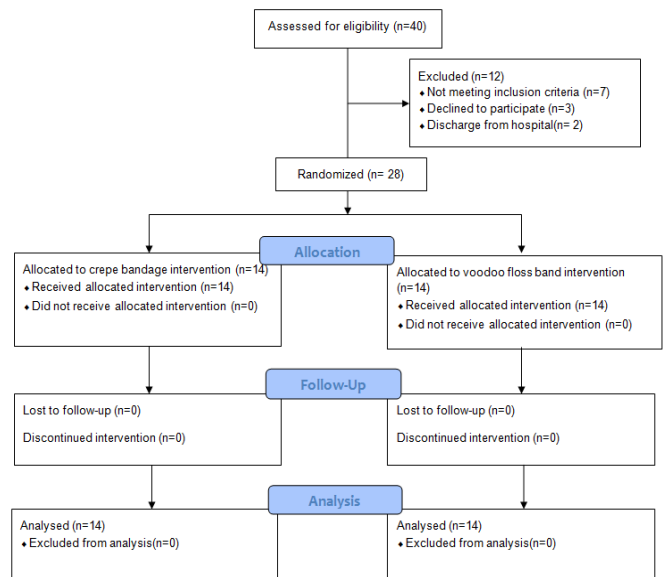 Assessed for eligibility (n=40)
Excluded (n=12)
⬥ Not meeting inclusion criteria (n=7)
⬥ Declined to participate (n=3)
⬥ Discharge from hospital(n= 2)
Randomized (n= 28)
Allocation
Allocated to crepe bandage intervention (n=14)
⬥ Received allocated intervention (n=14)
⬥ Did not receive allocated intervention (n=0)
Allocated to voodoo floss band intervention
(n=14)
⬥ Received allocated intervention (n=14)
⬥ Did not receive allocated intervention (n=0)
Follow-Up
Lost to follow-up (n=0)
Discontinued intervention (n=0)
Lost to follow-up (n=0)
Discontinued intervention (n=0)
Analysis
Analysed (n=14)
⬥ Excluded from analysis(n=0)
Analysed (n=14)
⬥ Excluded from analysis(n=0)